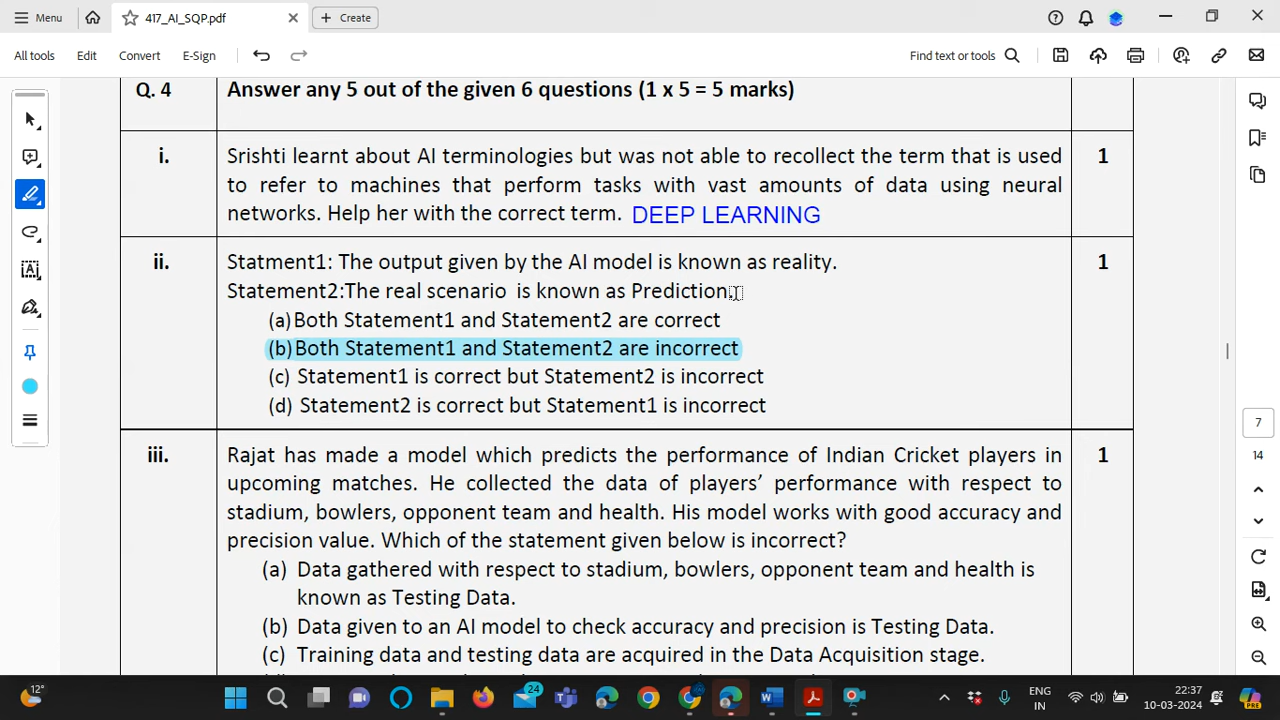 Menu
417_AI_SQP.pdf
Create
All tools
Edit
Convert
E-Sign
Find text or tools
Q. 4
Answer any 5 out of the given 6 questions (1 x 5 = 5 marks)
i.
Srishti learnt about AI terminologies but was not able to recollect the term that is used
1
to refer to machines that perform tasks with vast amounts of data using neural
networks. Help her with the correct term. DEEP LEARNING
ii.
Statment1: The output given by the AI model is known as reality.
1
Statement2:The real scenario is known as Prediction.
(a) Both Statement1 and Statement2 are correct
(b) Both Statement1 and Statement2 are incorrect
(c) Statement1 is correct but Statement2 is incorrect
(d) Statement2 is correct but Statement1 is incorrect
iii.
Rajat has made a model which predicts the performance of Indian Cricket players in
1
upcoming matches. He collected the data of players’ performance with respect to
stadium, bowlers, opponent team and health. His model works with good accuracy and
precision value. Which of the statement given below is incorrect?
(a) Data gathered with respect to stadium, bowlers, opponent team and health is
known as Testing Data.
(b) Data given to an AI model to check accuracy and precision is Testing Data.
(c) Training data and testing data are acquired in the Data Acquisition stage.
7
14
12°
24
ENG
IN
22:37
10-03-2024
PRE